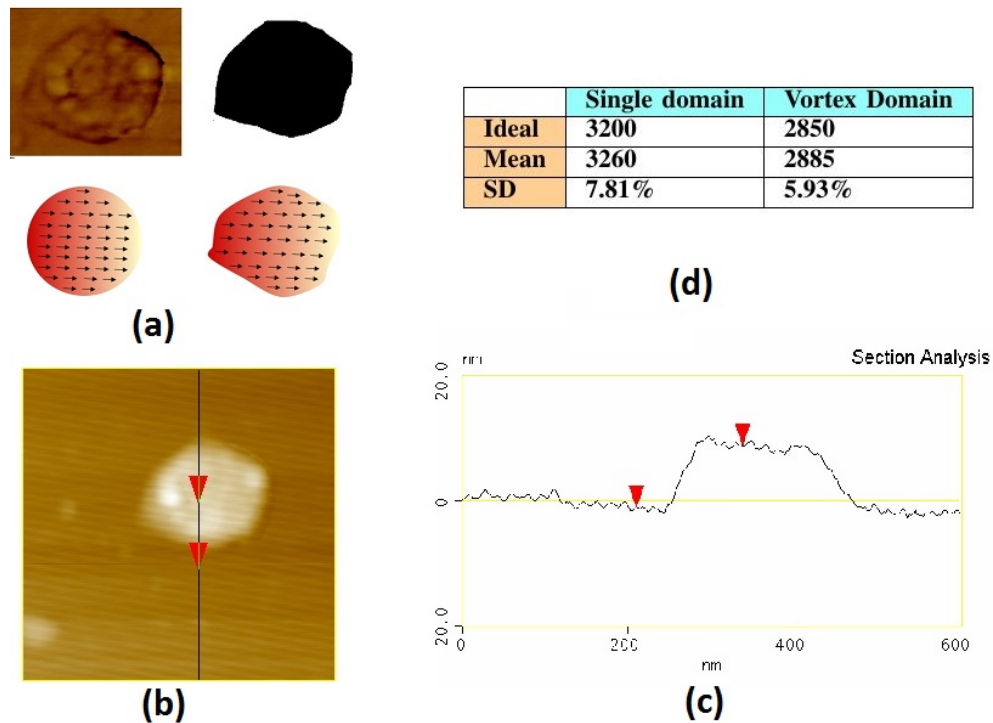 (a)
Single domain Vortex Domain
Ideal 3200 2850
Mean 3260 2885
SD 7.81% 5.93%
(d)
(b)
nm Section Analysis
20.0
0
20.0
0 200 400 600
nm
(c)